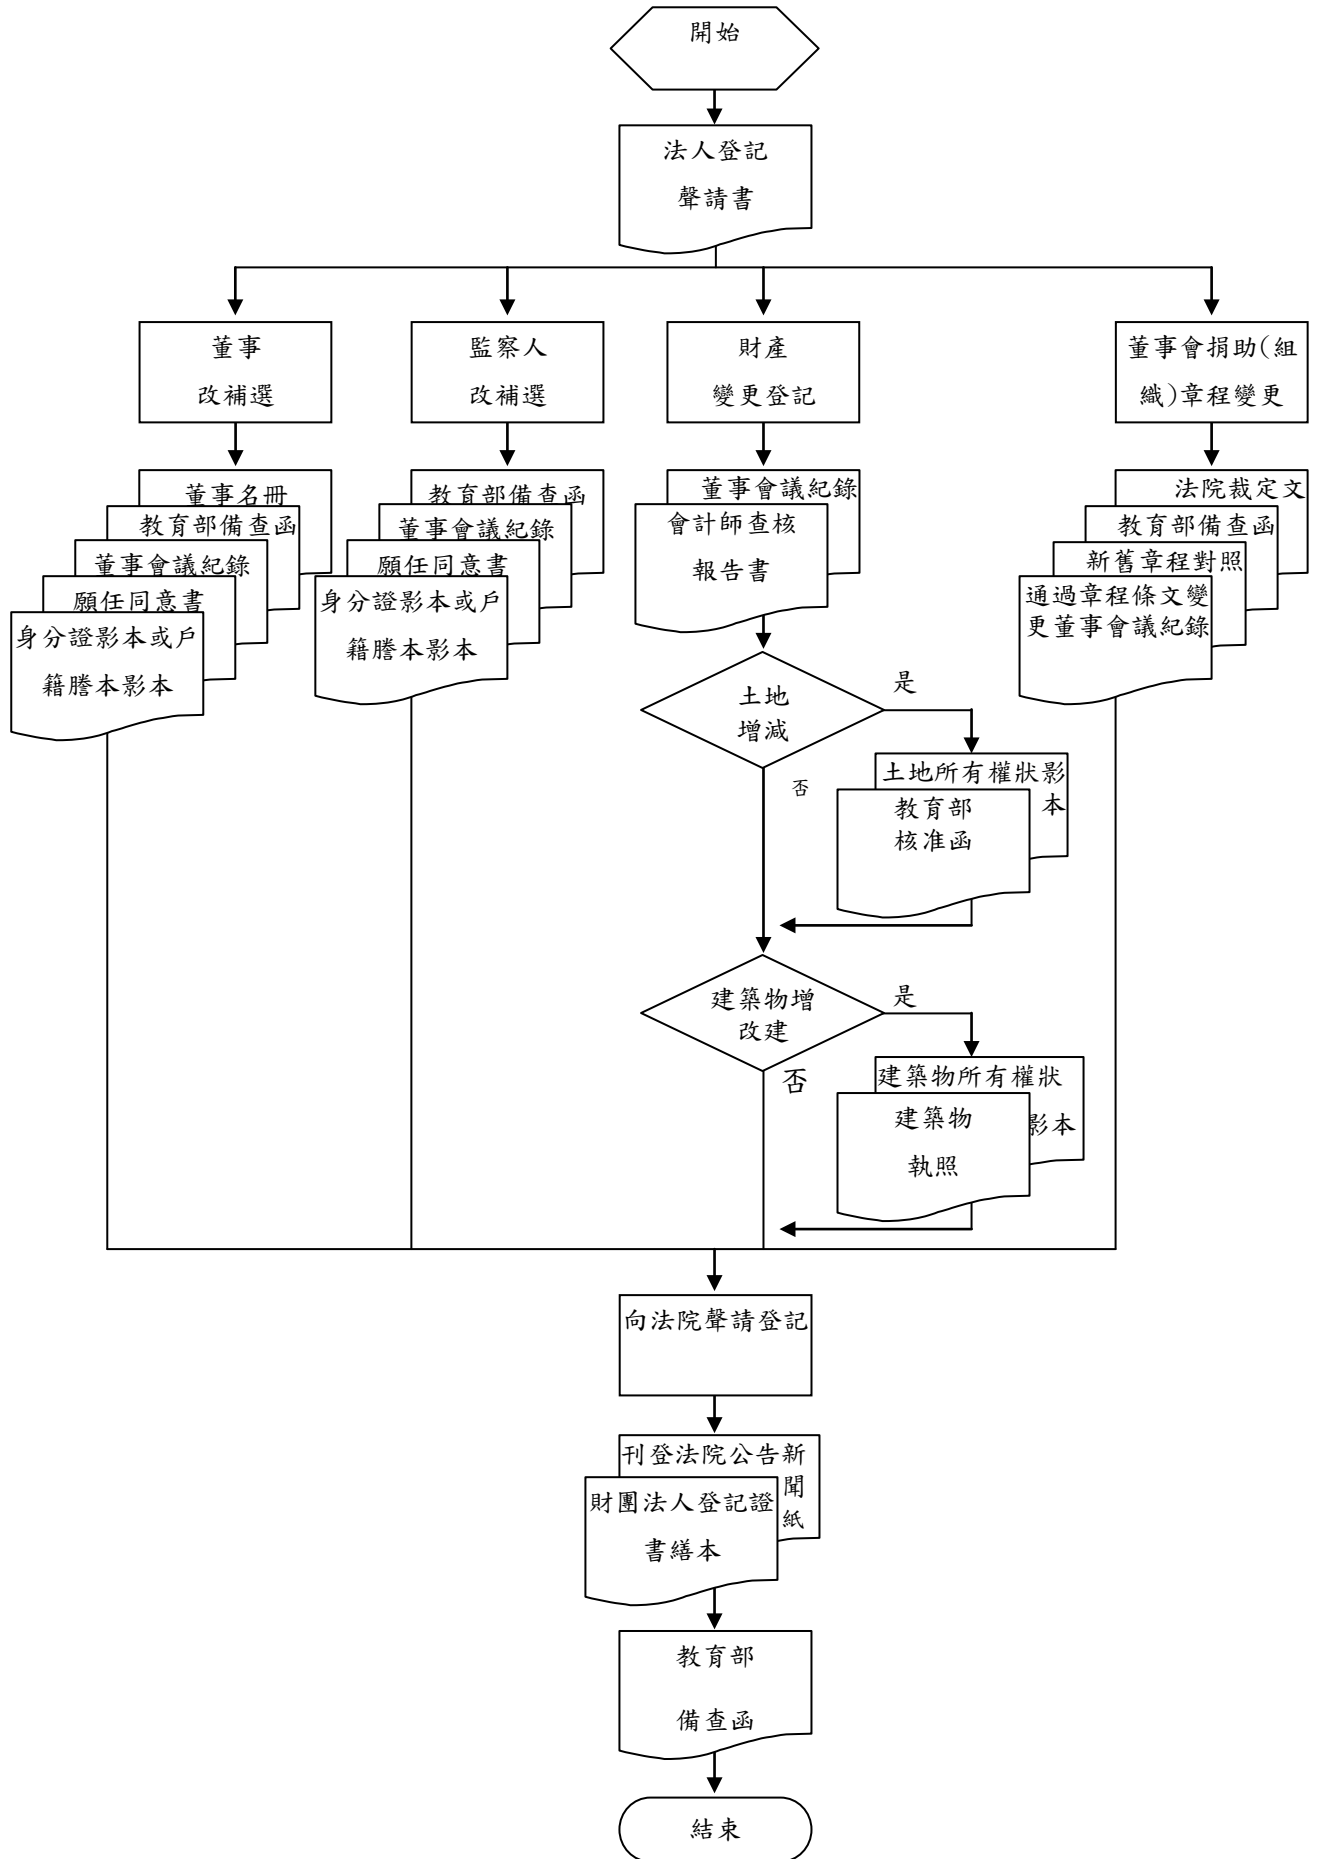 開始
法人登記
聲請書
董事
改補選
監察人
改補選
財產
變更登記
董事會捐助(組
織)章程變更
董事名冊
教育部備查函
董事會議紀錄
願任同意書
身分證影本或戶
籍謄本影本
教育部備查函
董事會議紀錄
願任同意書
身分證影本或戶
籍謄本影本
董事會議紀錄
會計師查核
報告書
法院裁定文
教育部備查函
新舊章程對照
通過章程條文變
更董事會議紀錄
土地
增減
是
否
土地所有權狀影
本
教育部
核准函
建築物增
改建
是
否
建築物所有權狀
影本
建築物
執照
向法院聲請登記
刊登法院公告新
聞
紙
財團法人登記證
書繕本
教育部
備查函
結束